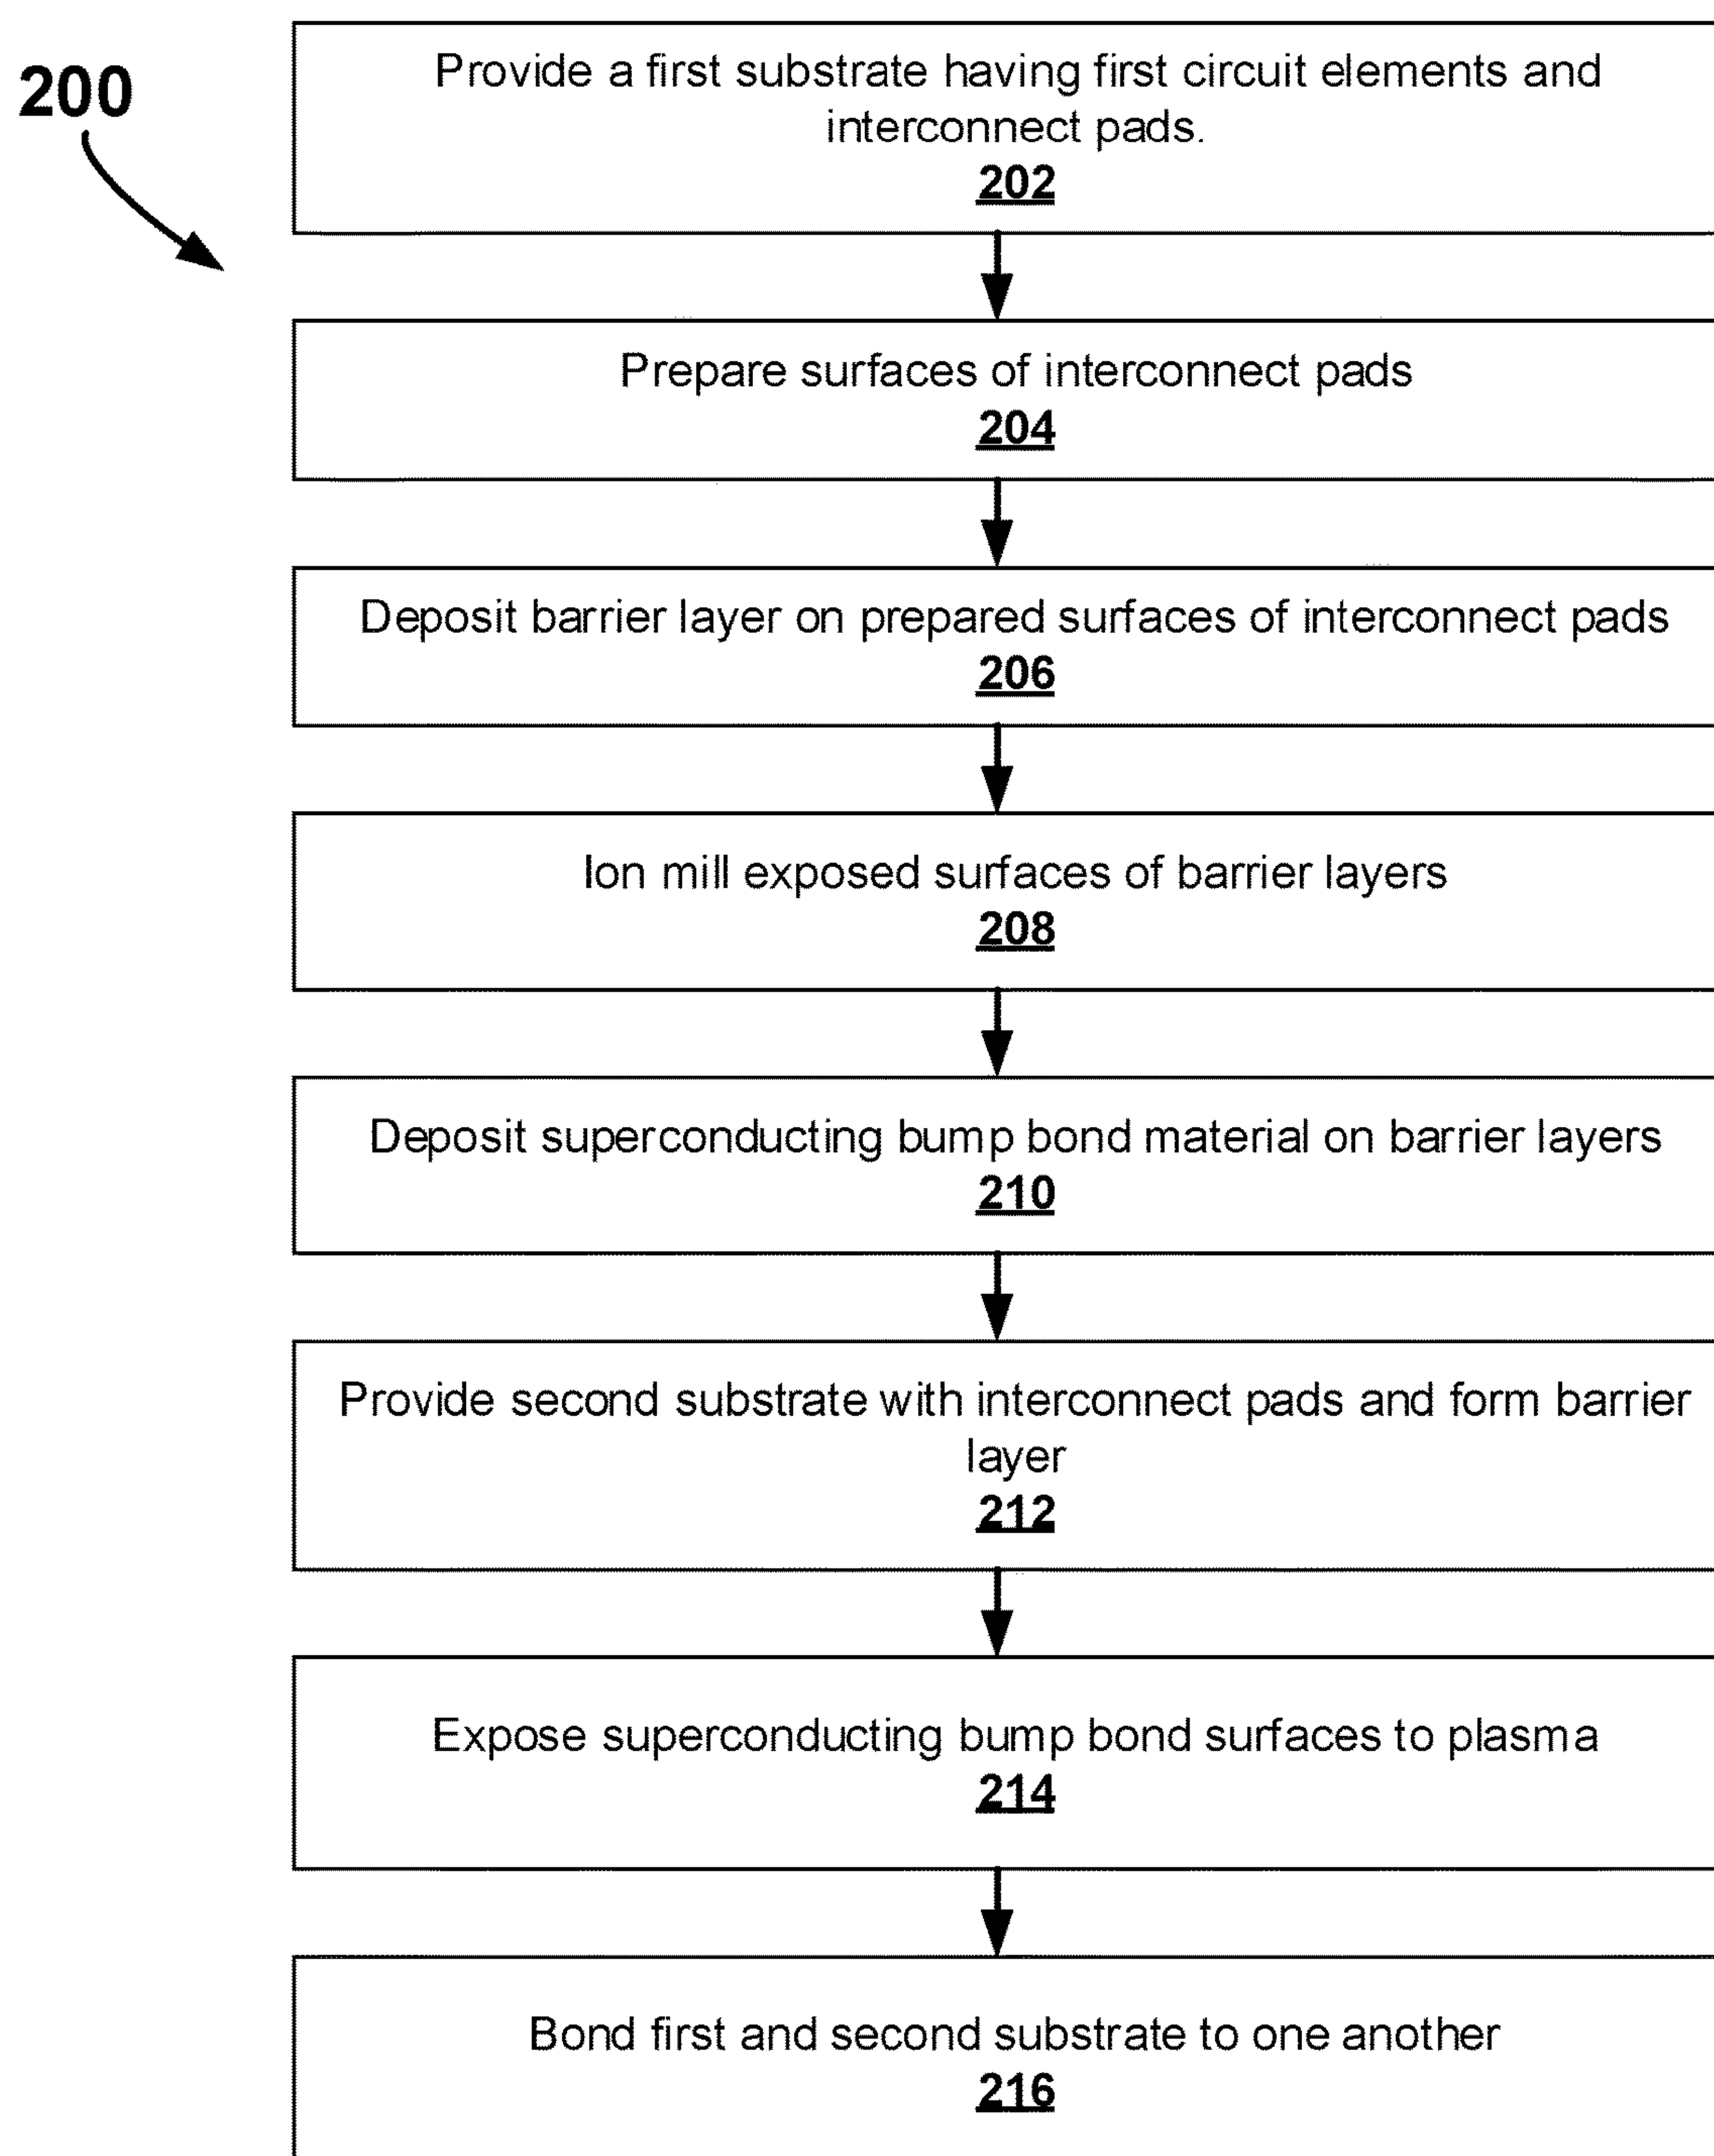 200
Provide a first substrate having first circuit elements and
interconnect pads.
202
Prepare surfaces of interconnect pads
204
Deposit barrier layer on prepared surfaces of interconnect pads
206
Ion mill exposed surfaces of barrier layers
208
Deposit superconducting bump bond material on barrier layers
210
Provide second substrate with interconnect pads and form barrier
layer
212
Expose superconducting bump bond surfaces to plasma
214
Bond first and second substrate to one another
216